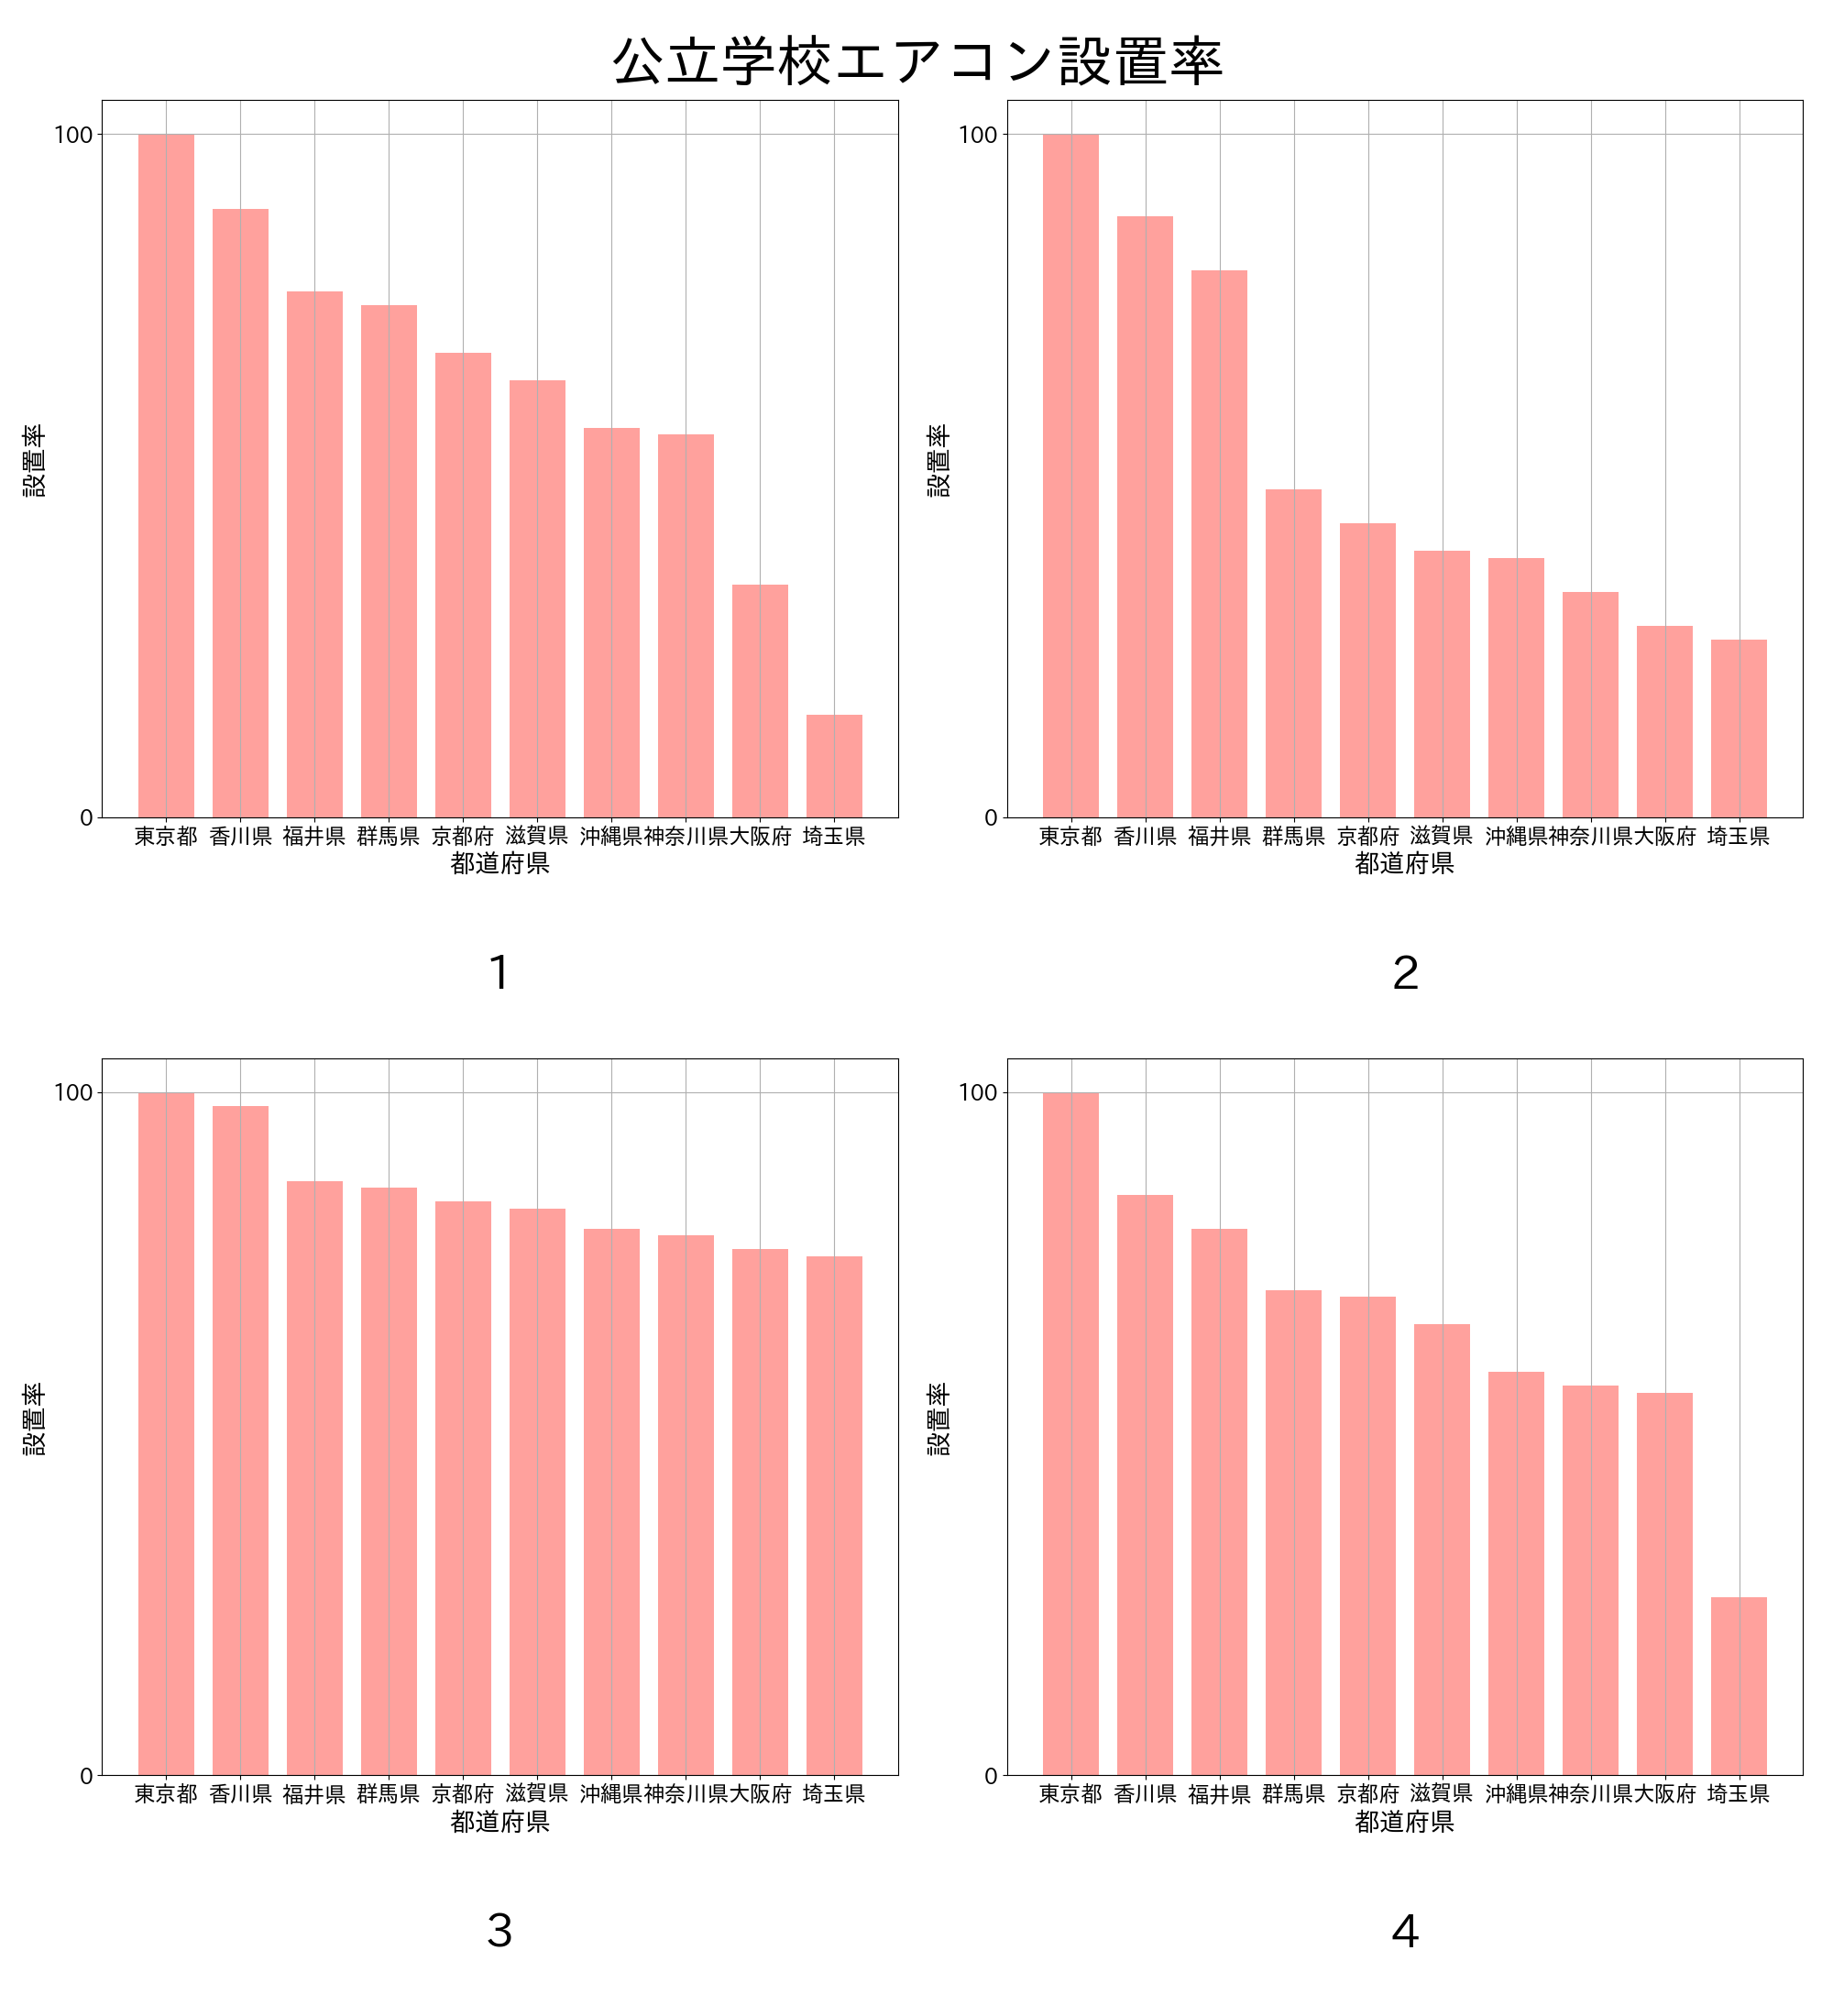 公立学校エアコン設置率
100
0
設置率
東京都 香川県 福井県 群馬県 京都府 滋賀県 沖縄県 神奈川県 大阪府 埼玉県
都道府県
1
100
0
設置率
東京都 香川県 福井県 群馬県 京都府 滋賀県 沖縄県 神奈川県 大阪府 埼玉県
都道府県
2
100
0
設置率
東京都 香川県 福井県 群馬県 京都府 滋賀県 沖縄県 神奈川県 大阪府 埼玉県
都道府県
3
100
0
設置率
東京都 香川県 福井県 群馬県 京都府 滋賀県 沖縄県 神奈川県 大阪府 埼玉県
都道府県
4